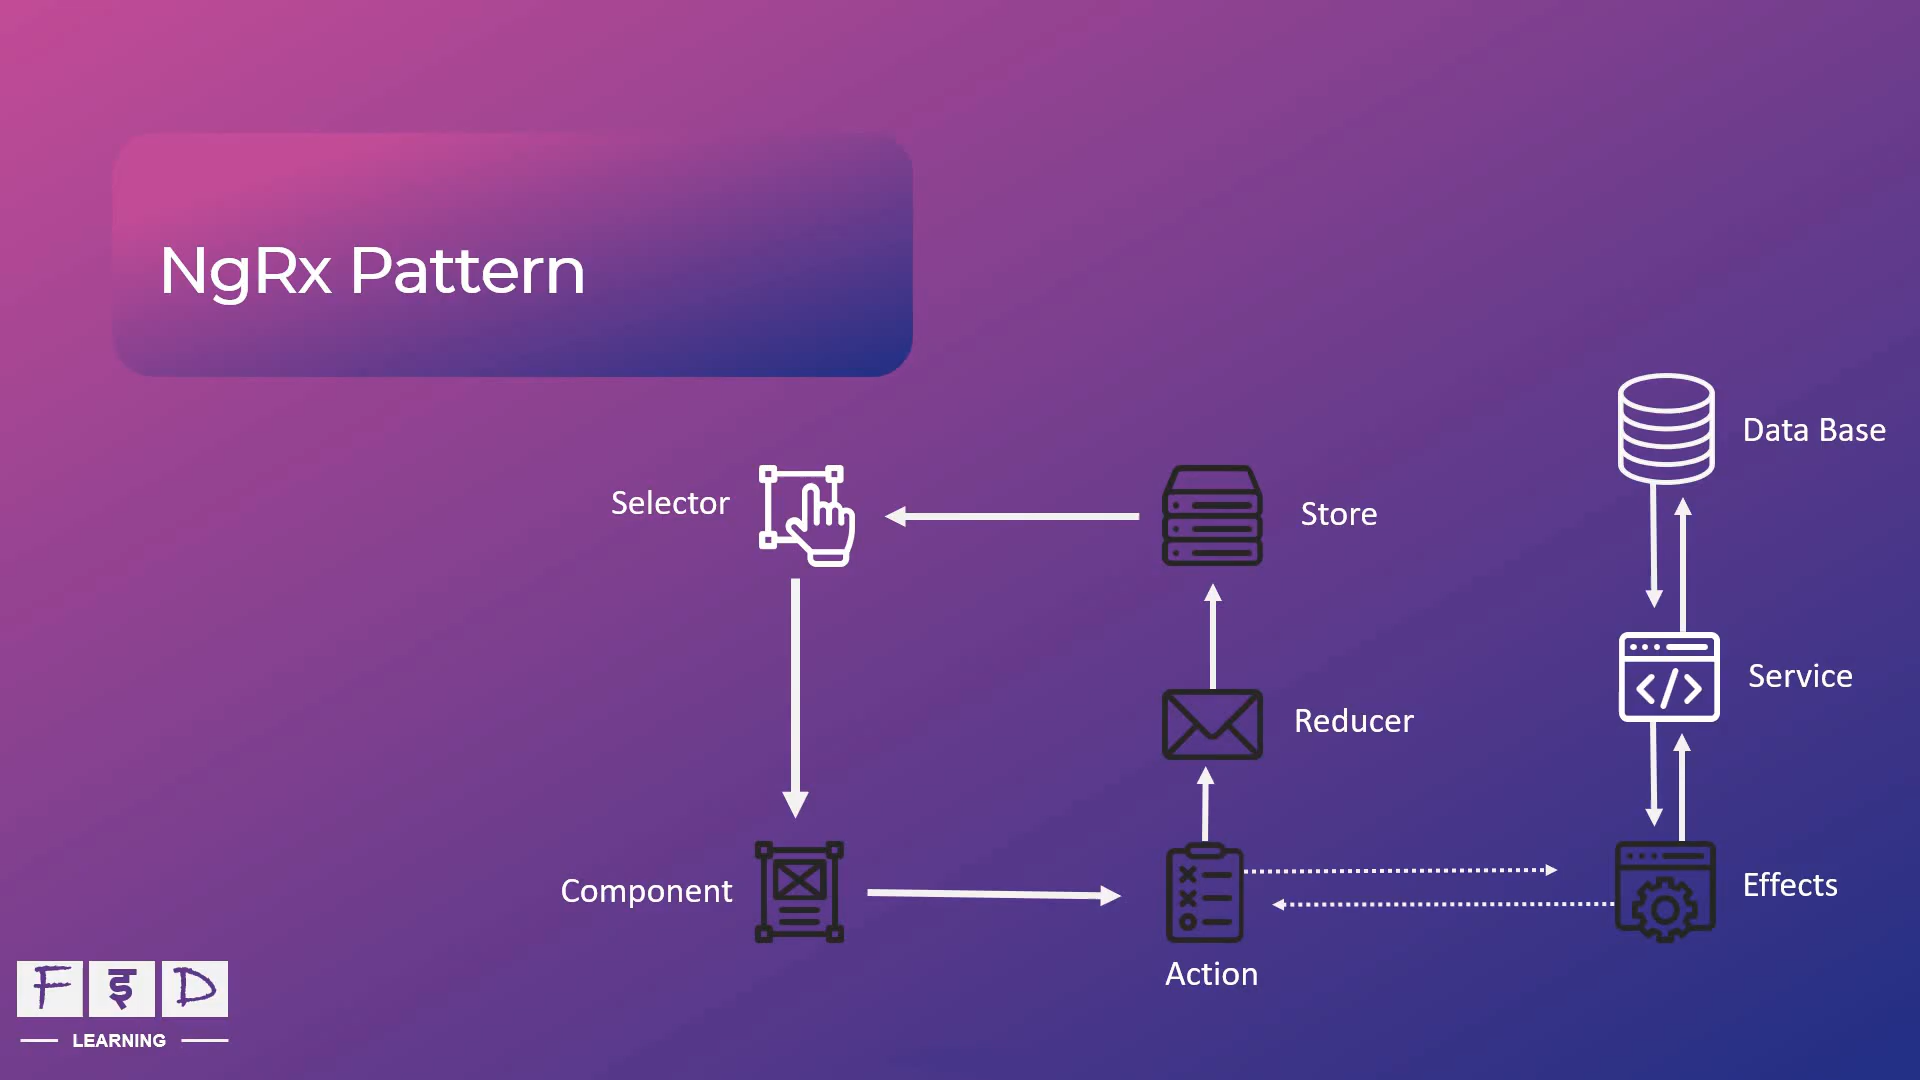 NgRx Pattern
Data Base
Selector
Store
Service
Reducer
Component
Effects
Action
F इ D
LEARNING